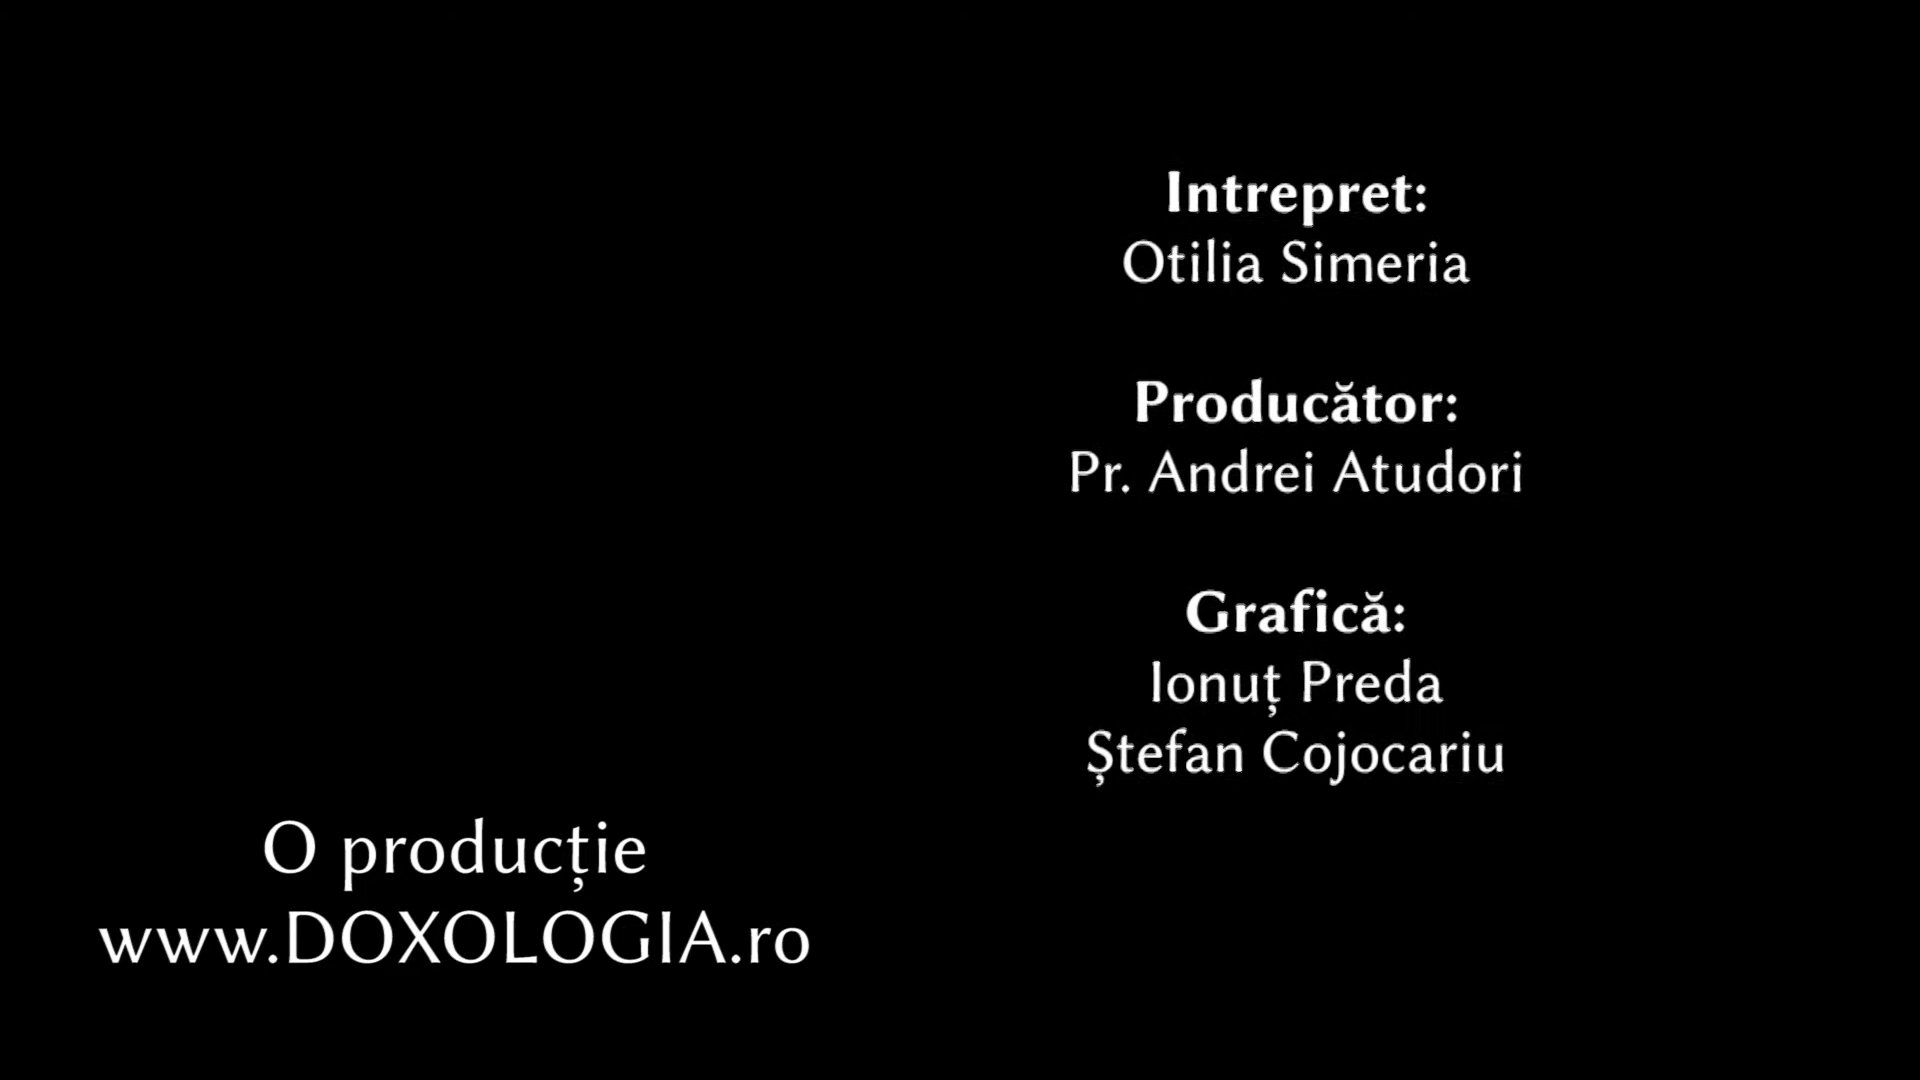 Intrepret:
Otilia Simeria
Producător:
Pr. Andrei Atudori
Grafică:
Ionuț Preda
Ștefan Cojocariu
O producție
www.DOXOLOGIA.ro